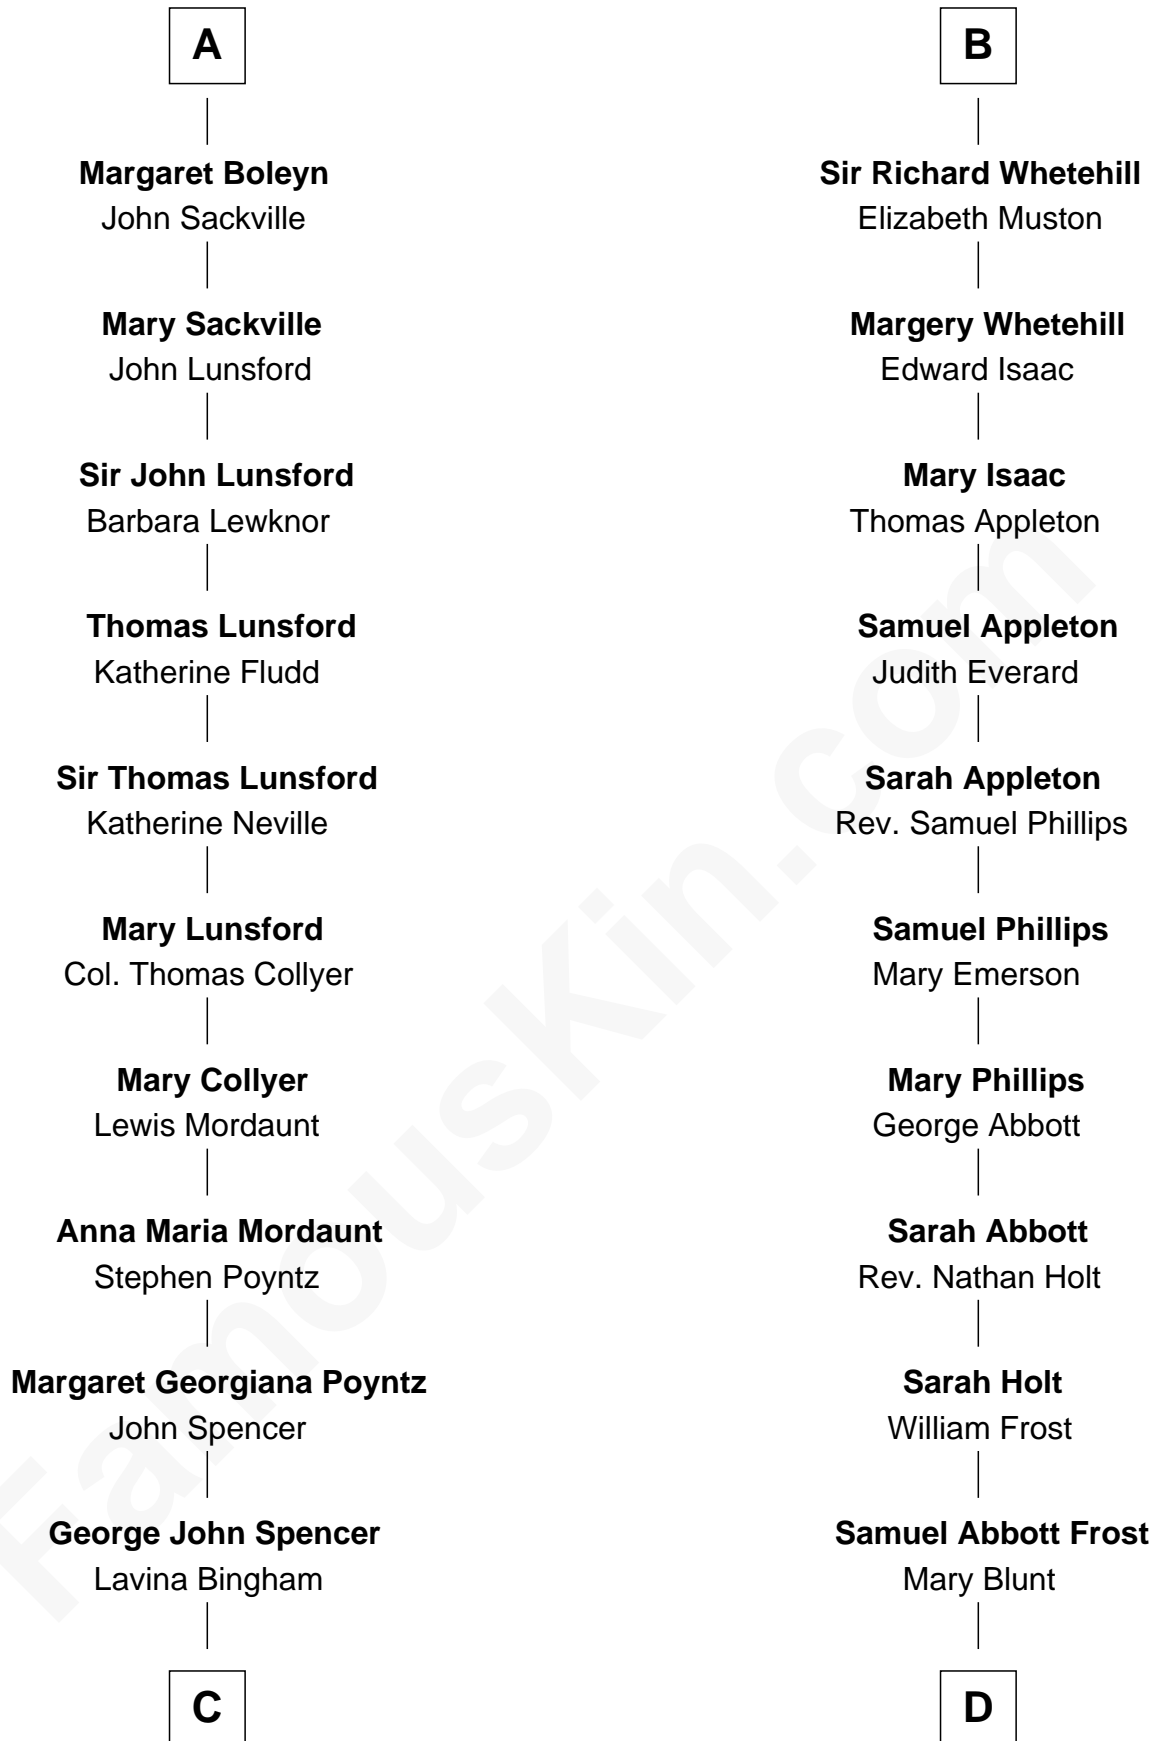 A
Margaret Boleyn
John Sackville
Mary Sackville
John Lunsford
Sir John Lunsford
Barbara Lewknor
Thomas Lunsford
Katherine Fludd
Sir Thomas Lunsford
Katherine Neville
Mary Lunsford
Col. Thomas Collyer
Mary Collyer
Lewis Mordaunt
Anna Maria Mordaunt
Stephen Poyntz
Margaret Georgiana Poyntz
John Spencer
George John Spencer
Lavina Bingham
C
B
Sir Richard Whetehill
Elizabeth Muston
Margery Whetehill
Edward Isaac
Mary Isaac
Thomas Appleton
Samuel Appleton
Judith Everard
Sarah Appleton
Rev. Samuel Phillips
Samuel Phillips
Mary Emerson
Mary Phillips
George Abbott
Sarah Abbott
Rev. Nathan Holt
Sarah Holt
William Frost
Samuel Abbott Frost
Mary Blunt
D
FamousKin.com